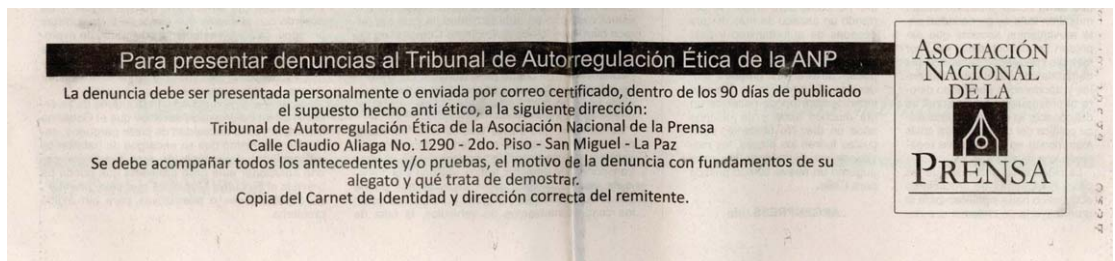 Para presentar denuncias al Tribunal de Autorregulación Ética de la ANP
La denuncia debe ser presentada personalmente o enviada por correo certificado, dentro de los 90 días de publicado
el supuesto hecho anti ético, a la siguiente dirección:
Tribunal de Autorregulación Ética de la Asociación Nacional de la Prensa
Calle Claudio Aliaga No. 1290 - 2do. Piso - San Miguel - La Paz
Se debe acompañar todos los antecedentes y/o pruebas, el motivo de la denuncia con fundamentos de su
alegato y qué trata de demostrar.
Copia del Carnet de Identidad y dirección correcta del remitente.
ASOCIACIÓN
NACIONAL
DE LA
PRENSA